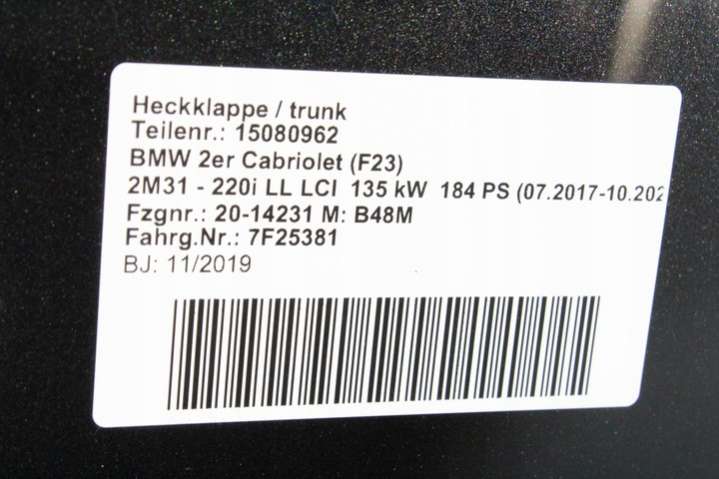 Heckklappe / trunk
Teilenr.: 15080962
BMW 2er Cabriolet (F23)
2M31 - 220i LL LCI 135 kW 184 PS (07.2017-10.202
Fzgnr.: 20-14231 M: B48M
Fahrg.Nr.: 7F25381
BJ: 11/2019